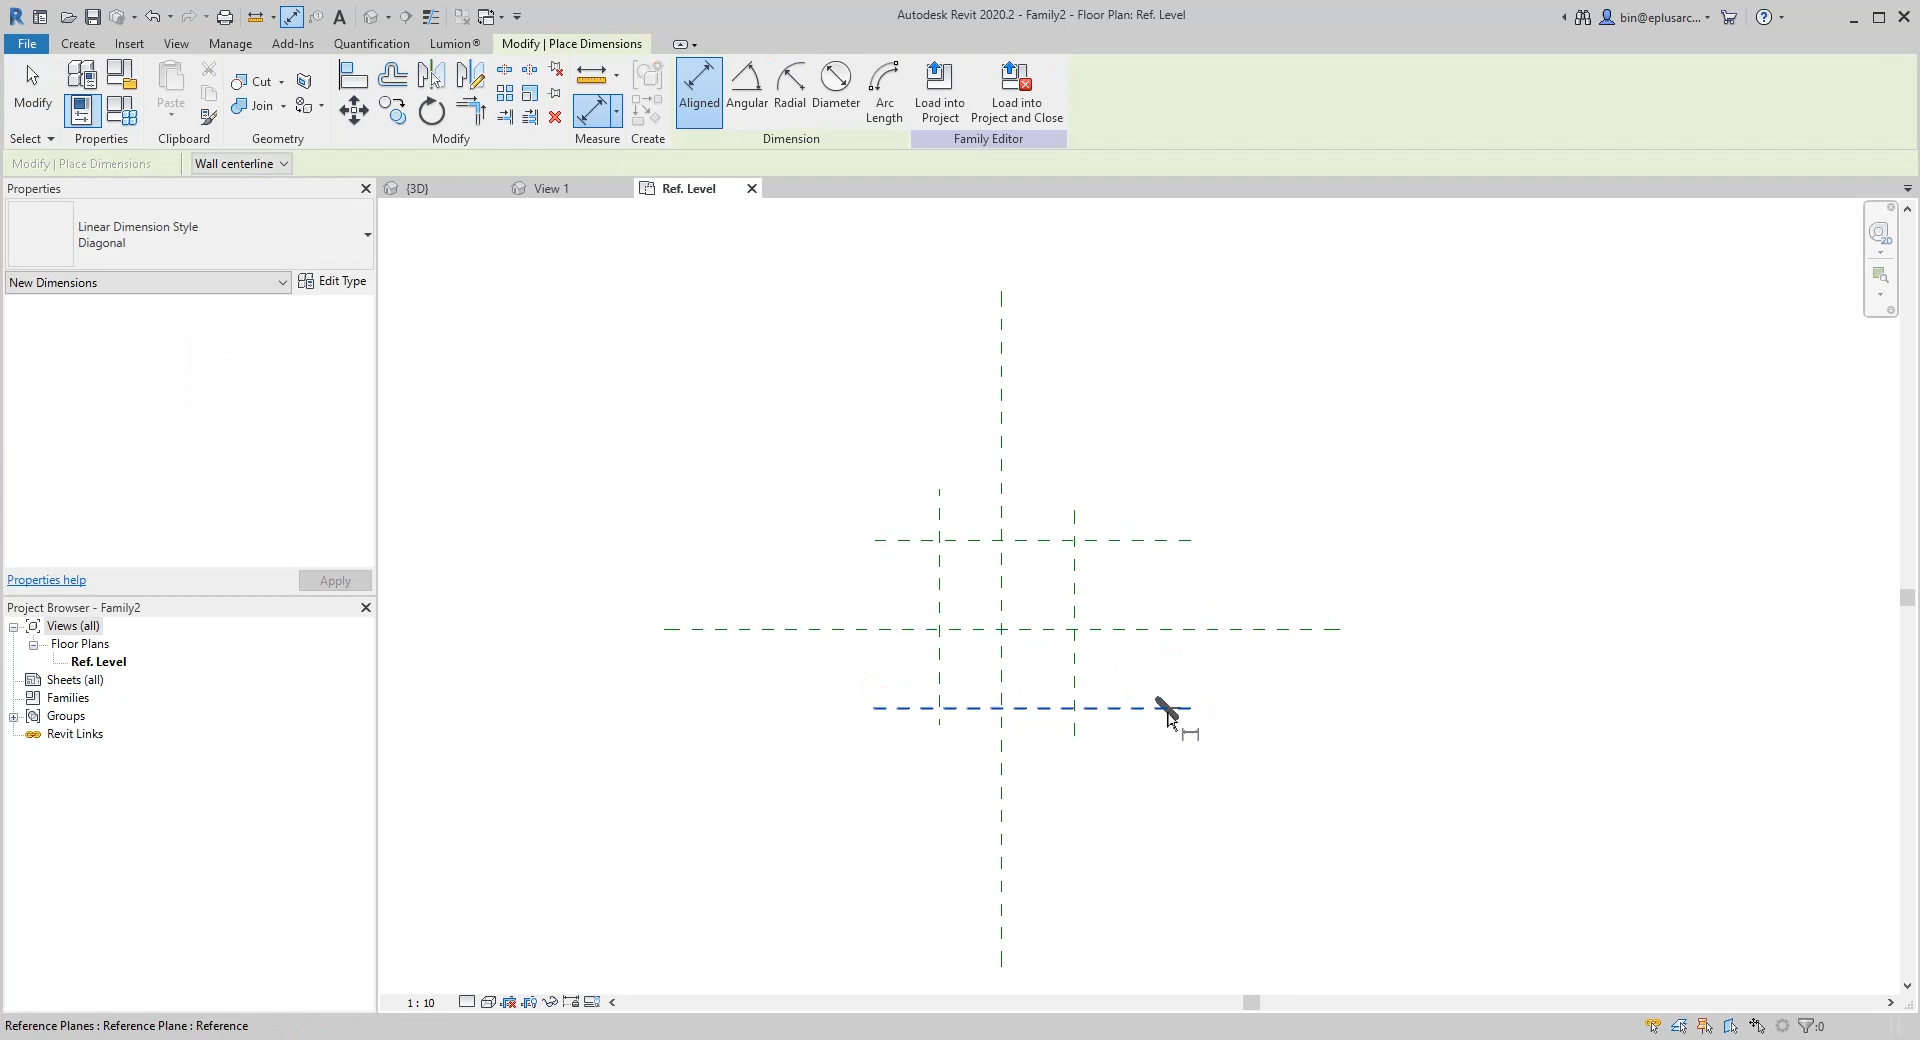 Autodesk Revit 2020.2 - Family2 - Floor Plan: Ref. Level
bin@eplusarc...
File
Create
Insert
View
Manage
Add-Ins
Quantification
Lumion®
Modify | Place Dimensions
Modify
Paste
Cut
Join
Aligned
Angular
Radial
Diameter
Arc
Length
Load into
Project
Load into
Project and Close
Select
Properties
Clipboard
Geometry
Modify
Measure
Create
Dimension
Family Editor
Modify | Place Dimensions
Wall centerline
Properties
{3D}
View 1
Ref. Level
Linear Dimension Style
Diagonal
New Dimensions
Edit Type
2D
Properties help
Apply
Project Browser - Family2
Views (all)
Floor Plans
Ref. Level
Sheets (all)
Families
Groups
Revit Links
1 : 10
Reference Planes : Reference Plane : Reference
:0